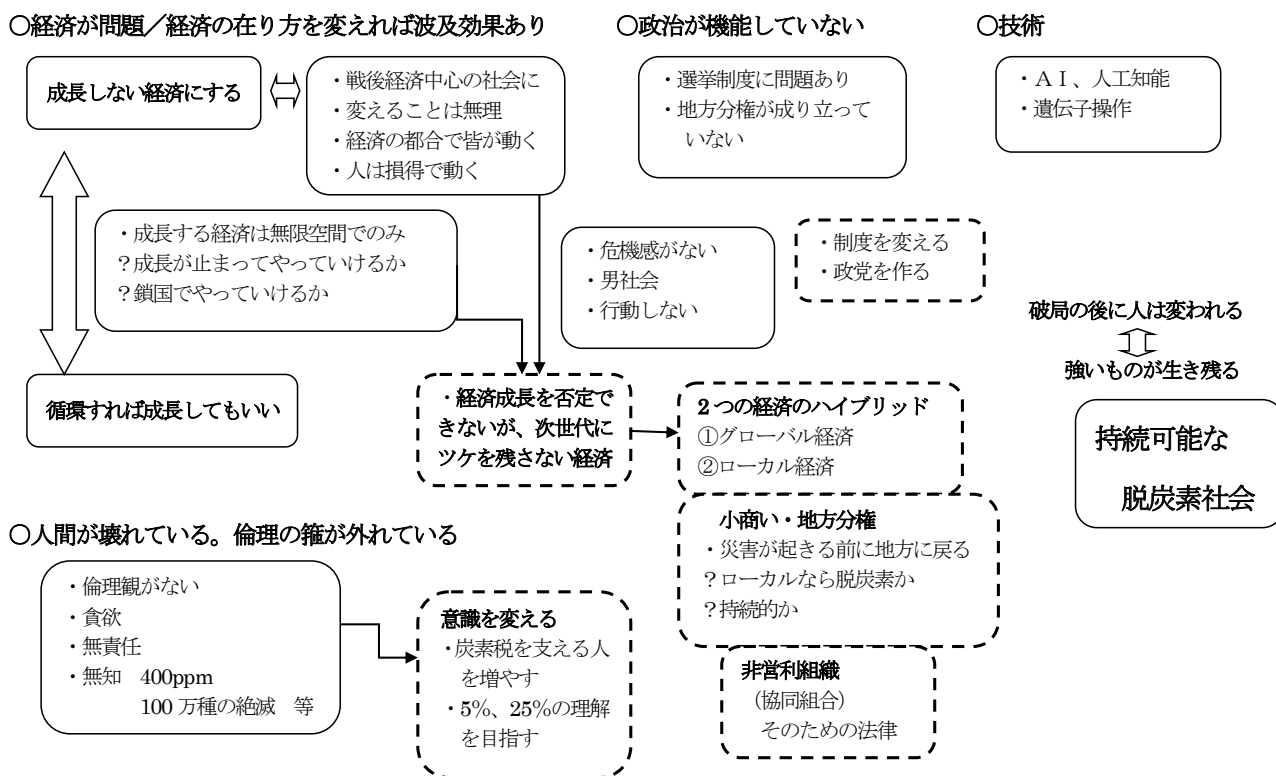 〇経済が問題／経済の在り方を変えれば波及効果あり
成長しない経済にする
・戦後経済中心の社会に
・変えることは無理
・経済の都合で皆が動く
・人は損得で動く
・成長する経済は無限空間でのみ
？成長が止まってやっていけるか
？鎖国でやっていけるか
循環すれば成長してもいい
・経済成長を否定で
きないが、次世代に
ツケを残さない経済
〇政治が機能していない
・選挙制度に問題あり
・地方分権が成り立って
いない
・危機感がない
・男社会
・行動しない
・制度を変える
・政党を作る
〇技術
・ＡＩ、人工知能
・遺伝子操作
破局の後に人は変われる
強いものが生き残る
持続可能な
脱炭素社会
2つの経済のハイブリッド
①グローバル経済
②ローカル経済
小商い・地方分権
・災害が起きる前に地方に戻る
？ローカルなら脱炭素か
？持続的か
非営利組織
（協同組合）
そのための法律
〇人間が壊れている。倫理の箍が外れている
・倫理観がない
・貪欲
・無責任
・無知　400ppm
100万種の絶滅　等
意識を変える
・炭素税を支える人
を増やす
・5%、25%の理解
を目指す